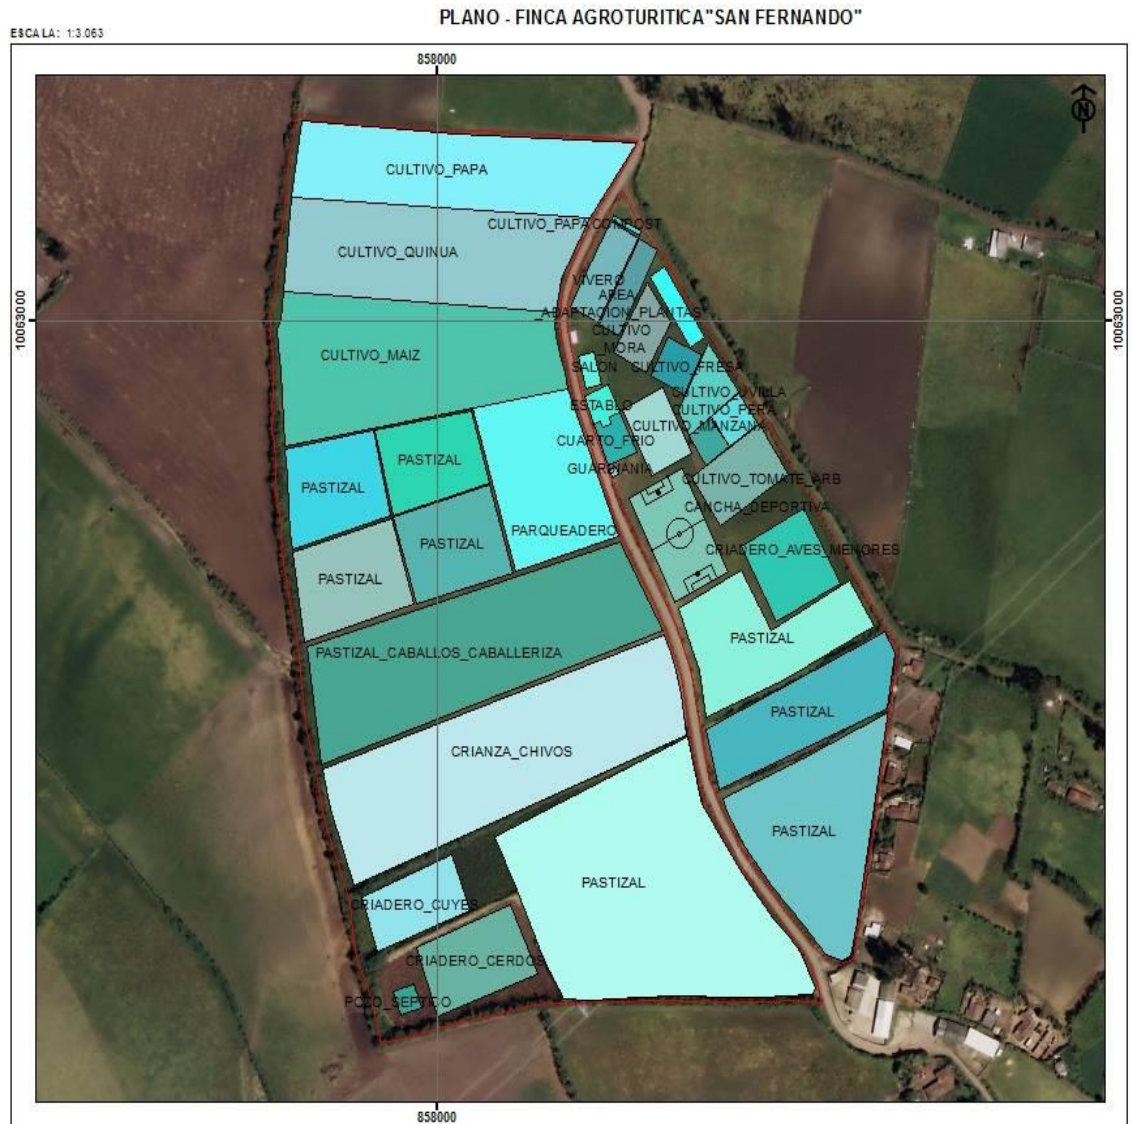 PLANO - FINCA AGROTURITICA"SAN FERNANDO"
ESCALA: 1:3.063
858000
N
CULTIVO_PAPA
CULTIVO_PAPA
COMPOST
CULTIVO_QUINUA
VIVERO
AREA
_ADAPTACION_PLANTAS
10063000
10063000
CULTIVO
_MORA
CULTIVO_MAIZ
SALON
CULTIVO_FRESA
CULTIVO_UVILLA
ESTABLO
CULTIVO_PERA
CULTIVO_MANZANA
CUARTO_FRIO
PASTIZAL
GUARDIANIA
CULTIVO_TOMATE_ARB
PASTIZAL
CANCHA_DEPORTIVA
PARQUEADERO
PASTIZAL
CRIADERO_AVES_MENORES
PASTIZAL
PASTIZAL
PASTIZAL_CABALLOS_CABALLERIZA
PASTIZAL
CRIANZA_CHIVOS
PASTIZAL
PASTIZAL
CRIADERO_CUYES
CRIADERO_CERDOS
POZO_SEPTICO
858000